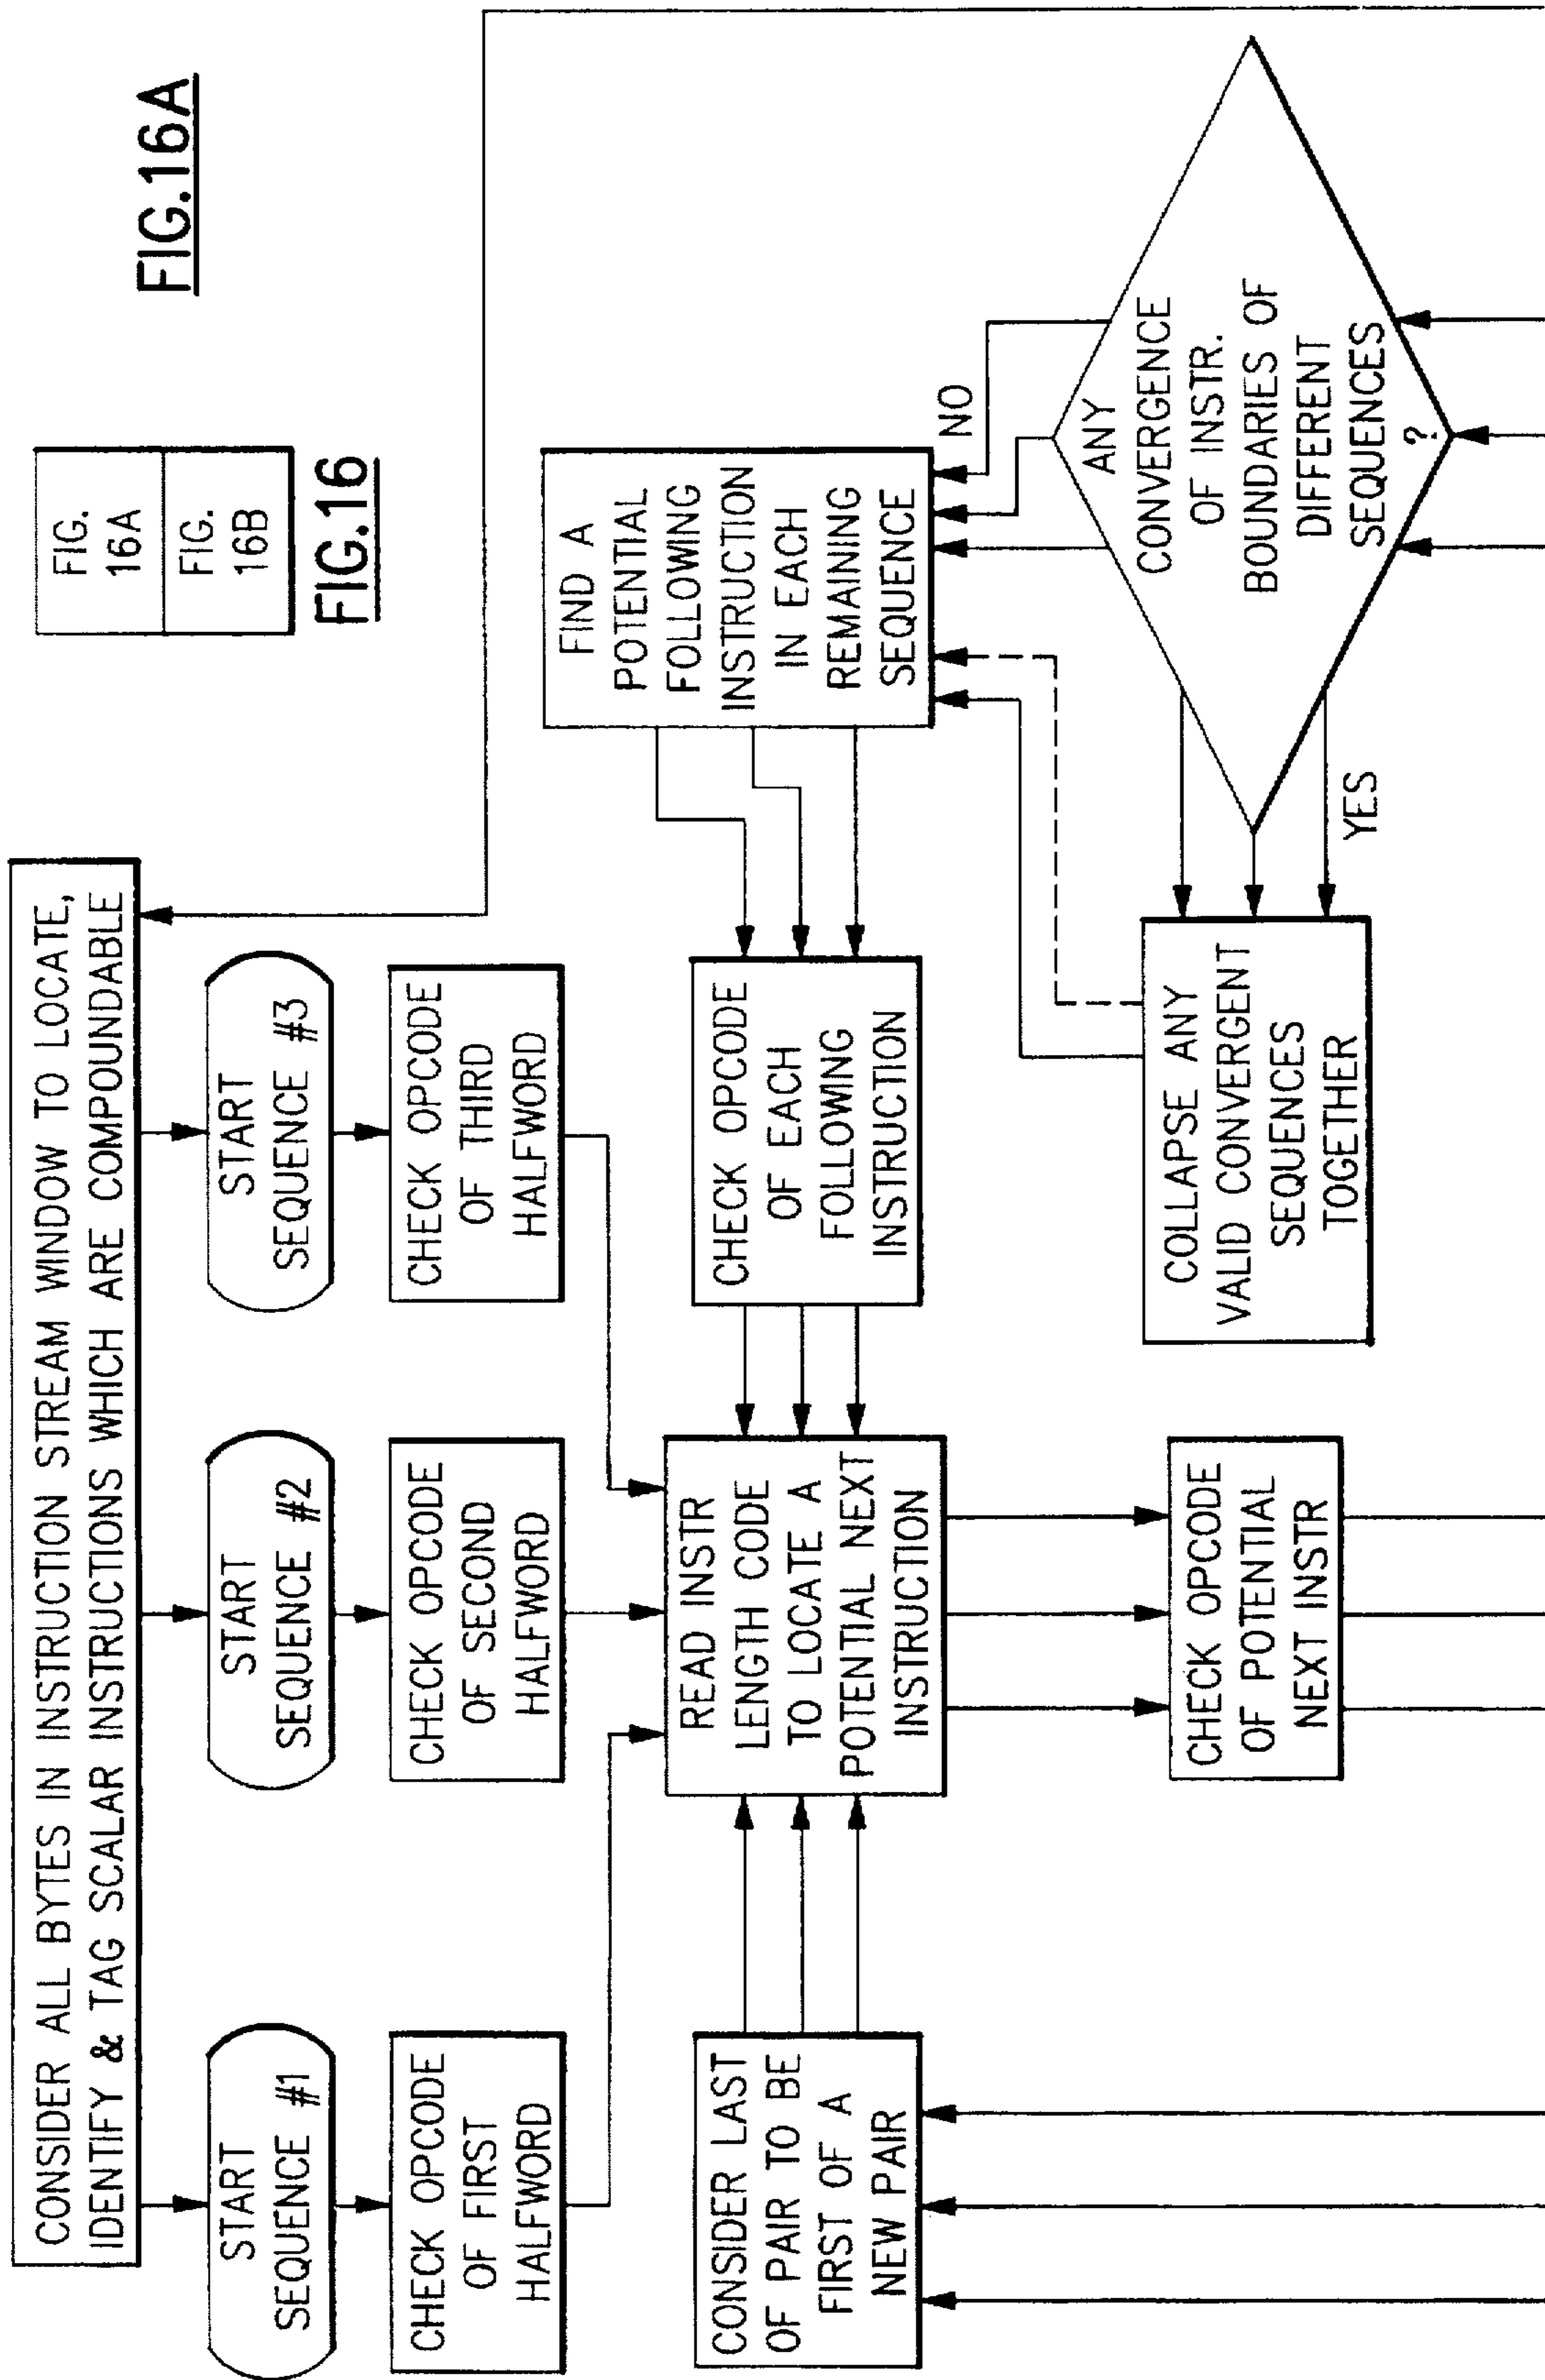 FIG.16A
FIG.
16A
FIG.
16B
FIG.16
CONSIDER ALL BYTES IN INSTRUCTION STREAM WINDOW TO LOCATE,
IDENTIFY & TAG SCALAR INSTRUCTIONS WHICH ARE COMPOUNDABLE
START
SEQUENCE #1
START
SEQUENCE #2
START
SEQUENCE #3
CHECK OPCODE
OF FIRST
HALFWORD
CHECK OPCODE
OF SECOND
HALFWORD
CHECK OPCODE
OF THIRD
HALFWORD
CONSIDER LAST
OF PAIR TO BE
FIRST OF A
NEW PAIR
READ INSTR
LENGTH CODE
TO LOCATE A
POTENTIAL NEXT
INSTRUCTION
CHECK OPCODE
OF EACH
FOLLOWING
INSTRUCTION
FIND A
POTENTIAL
FOLLOWING
INSTRUCTION
IN EACH
REMAINING
SEQUENCE
NO
CHECK OPCODE
OF POTENTIAL
NEXT INSTR
COLLAPSE ANY
VALID CONVERGENT
SEQUENCES
TOGETHER
YES
ANY
CONVERGENCE
OF INSTR.
BOUNDARIES OF
DIFFERENT
SEQUENCES
?